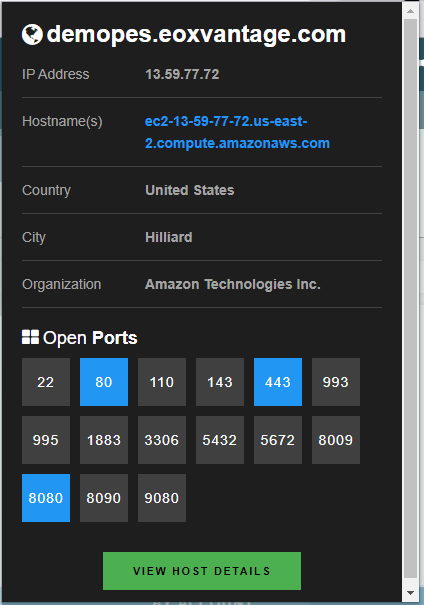 demopes.eoxvantage.com
IP Address 13.59.77.72
Hostname(s) ec2-13-59-77-72.us-east-
2.compute.amazonaws.com
Country United States
City Hilliard
Organization Amazon Technologies Inc.
Open Ports
22 80 110 143 443 993
995 1883 3306 5432 5672 8009
8080 8090 9080
VIEW HOST DETAILS